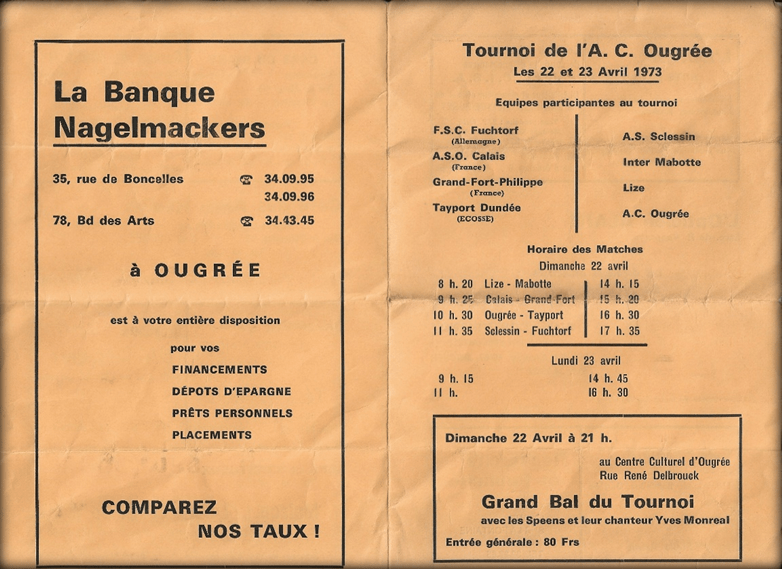 La Banque
Nagelmackers
35, rue de Boncelles ☎ 34.09.95
34.09.96
78, Bd des Arts ☎ 34.43.45
à OUGRÉE
est à votre entière disposition
pour vos
FINANCEMENTS
DÉPOTS D'EPARGNE
PRÊTS PERSONNELS
PLACEMENTS
COMPAREZ
NOS TAUX !
Tournoi de l'A. C. Ougrée
Les 22 et 23 Avril 1973
Equipes participantes au tournoi
F.S.C. Fuchtorf
(Allemagne)
A.S.O. Calais
(France)
Grand-Fort-Philippe
(France)
Tayport Dundée
(ECOSSE)
A.S. Sclessin
Inter Mabotte
Lize
A.C. Ougrée
Horaire des Matches
Dimanche 22 avril
8 h. 20 Lize - Mabotte 14 h. 15
9 h. 25 Calais - Grand-Fort 15 h. 20
10 h. 30 Ougrée - Tayport 16 h. 30
11 h. 35 Sclessin - Fuchtorf 17 h. 35
Lundi 23 avril
9 h. 15 14 h. 45
11 h. 16 h. 30
Dimanche 22 Avril à 21 h.
au Centre Culturel d'Ougrée
Rue René Delbrouck
Grand Bal du Tournoi
avec les Speens et leur chanteur Yves Monreal
Entrée générale : 80 Frs